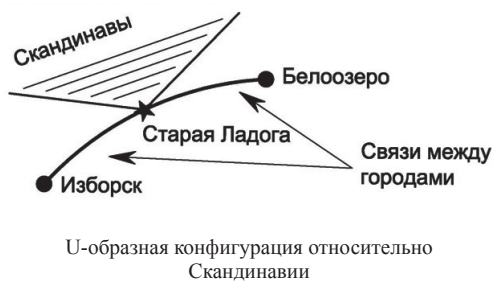 Скандинавы
Белоозеро
Старая Ладога
Связи между
городами
Изборск
U-образная конфигурация относительно
Скандинавии